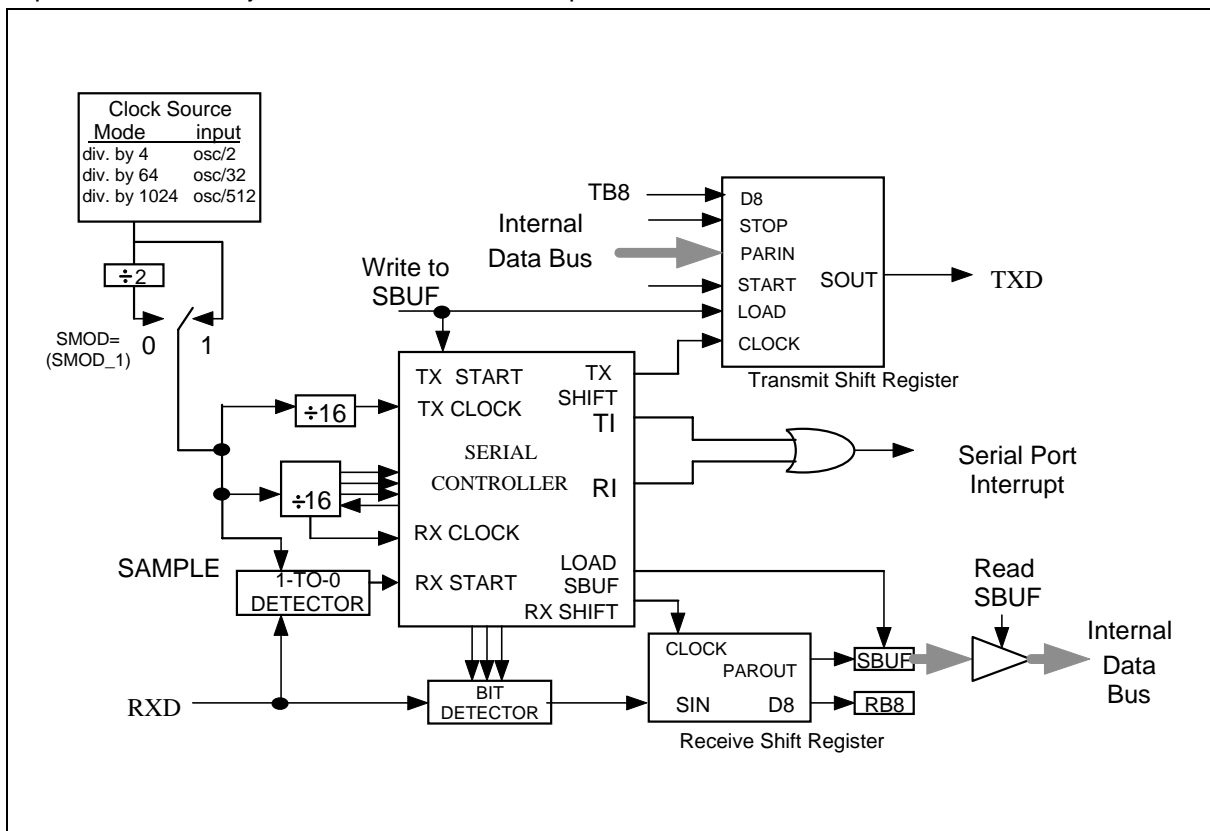 Clock Source
Mode input
div. by 4 osc/2
div. by 64 osc/32
div. by 1024 osc/512
÷2
SMOD=
(SMOD_1)
0 1
TB8
Internal
Data Bus
Write to
SBUF
D8
STOP
PARIN
START
LOAD
CLOCK
SOUT
TXD
Transmit Shift Register
÷16
÷16
TX START
TX CLOCK
SERIAL
CONTROLLER
RX CLOCK
RX START
TX
SHIFT
TI
RI
LOAD
SBUF
RX SHIFT
Serial Port
Interrupt
SAMPLE
1-TO-0
DETECTOR
RXD
BIT
DETECTOR
CLOCK
PAROUT
SIN D8
Receive Shift Register
SBUF
RB8
Read
SBUF
Internal
Data
Bus